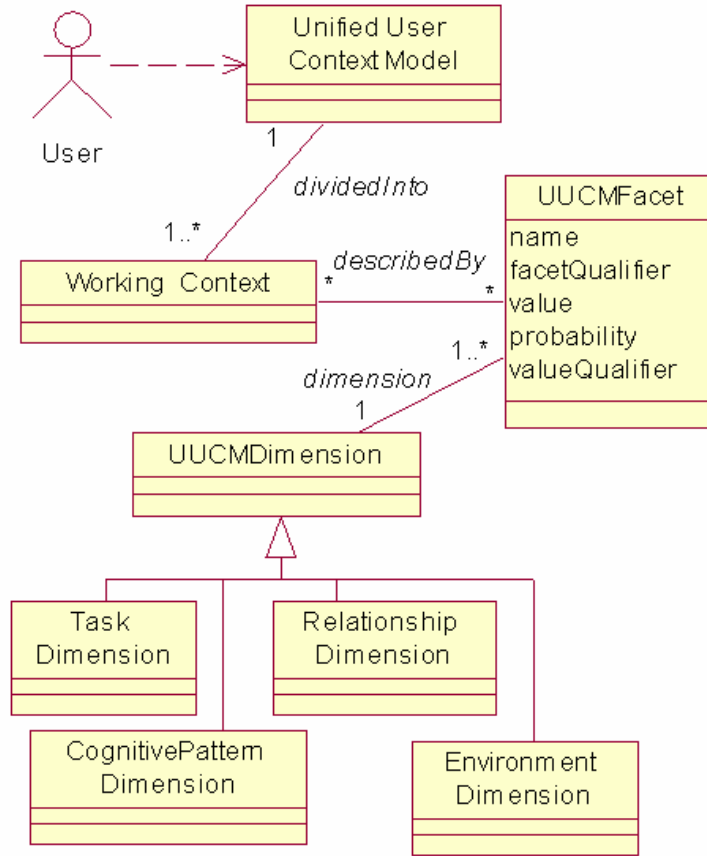 Unified User
Context Model
User
1
dividedInto
1..*
UUCMFacet
name
facetQualifier
value
probability
valueQualifier
Working Context
describedBy
*
*
1..*
dimension
1
UUCMDimension
Task
Dimension
Relationship
Dimension
CognitivePattern
Dimension
Environment
Dimension